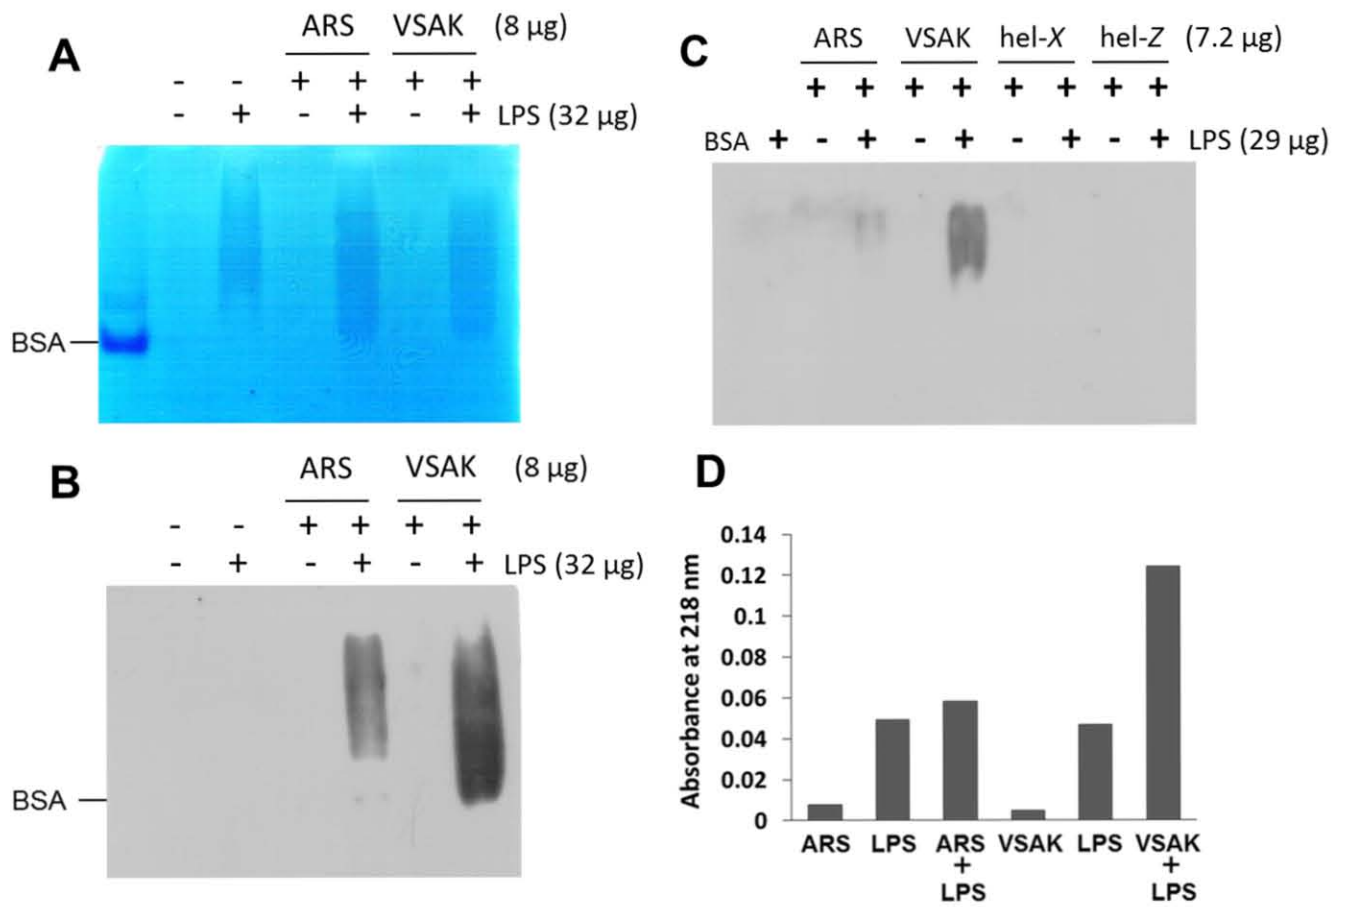 A
ARS VSAK (8 µg)
- - + + + +
- + - + - + LPS (32 µg)
BSA
B
ARS VSAK (8 µg)
- - + + + +
- + - + - + LPS (32 µg)
BSA
C
ARS VSAK hel-X hel-Z (7.2 µg)
+ + + + + + + +
BSA + - + - + - + - + LPS (29 µg)
D
Absorbance at 218 nm
0.14
0.12
0.1
0.08
0.06
0.04
0.02
0
ARS LPS ARS VSAK LPS VSAK
+ +
LPS LPS